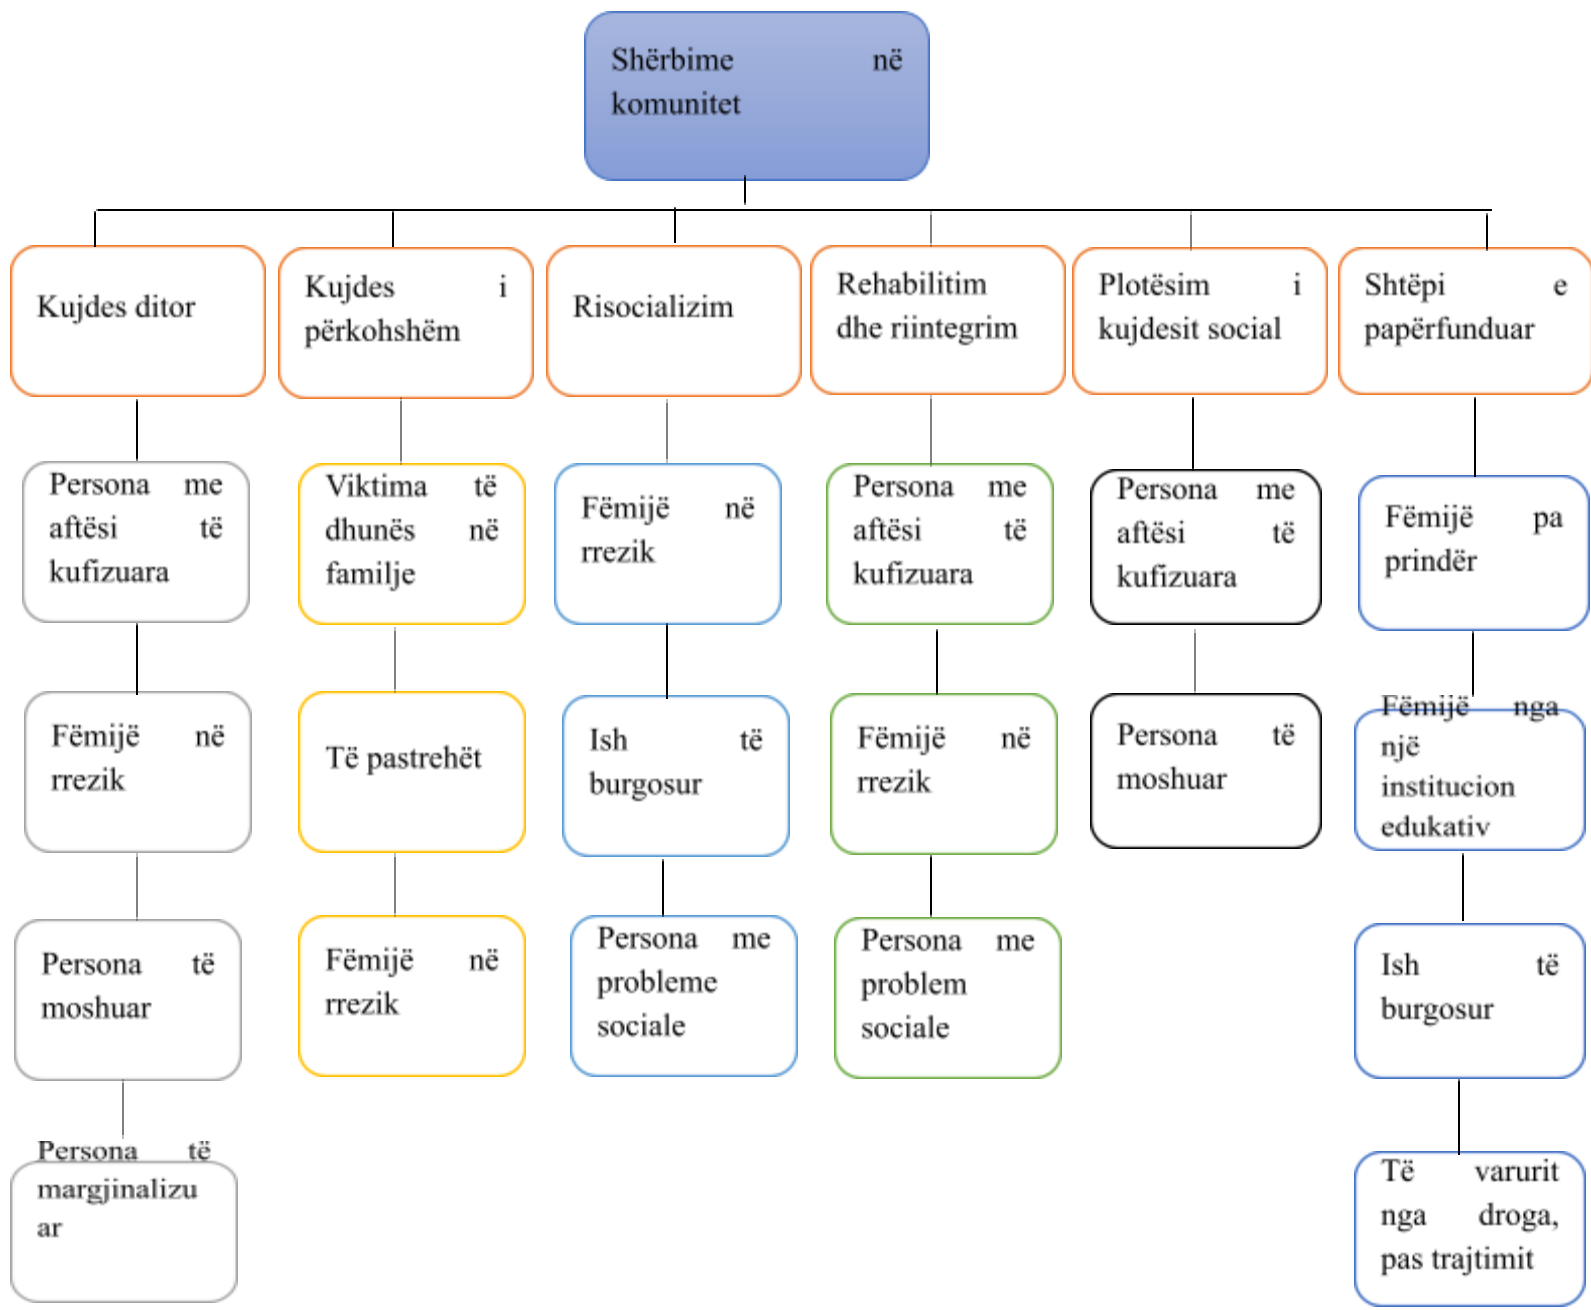 Shërbime në
komunitet
Kujdes ditor
Kujdes i
përkohshëm
Risocializim
Rehabilitim
dhe riintegrim
Plotësim i
kujdesit social
Shtëpi e
papërfunduar
Persona me
aftësi të
kufizuara
Viktima të
dhunës në
familje
Fëmijë në
rrezik
Persona me
aftësi të
kufizuara
Persona me
aftësi të
kufizuara
Fëmijë pa
prindër
Fëmijë në
rrezik
Të pastrehët
Ish të
burgosur
Fëmijë në
rrezik
Persona të
moshuar
Fëmijë nga
një
institucion
edukativ
Persona të
moshuar
Fëmijë në
rrezik
Persona me
probleme
sociale
Persona me
problem
sociale
Ish të
burgosur
Persona të
margjinalizu
ar
Të varurit
nga droga,
pas trajtimit